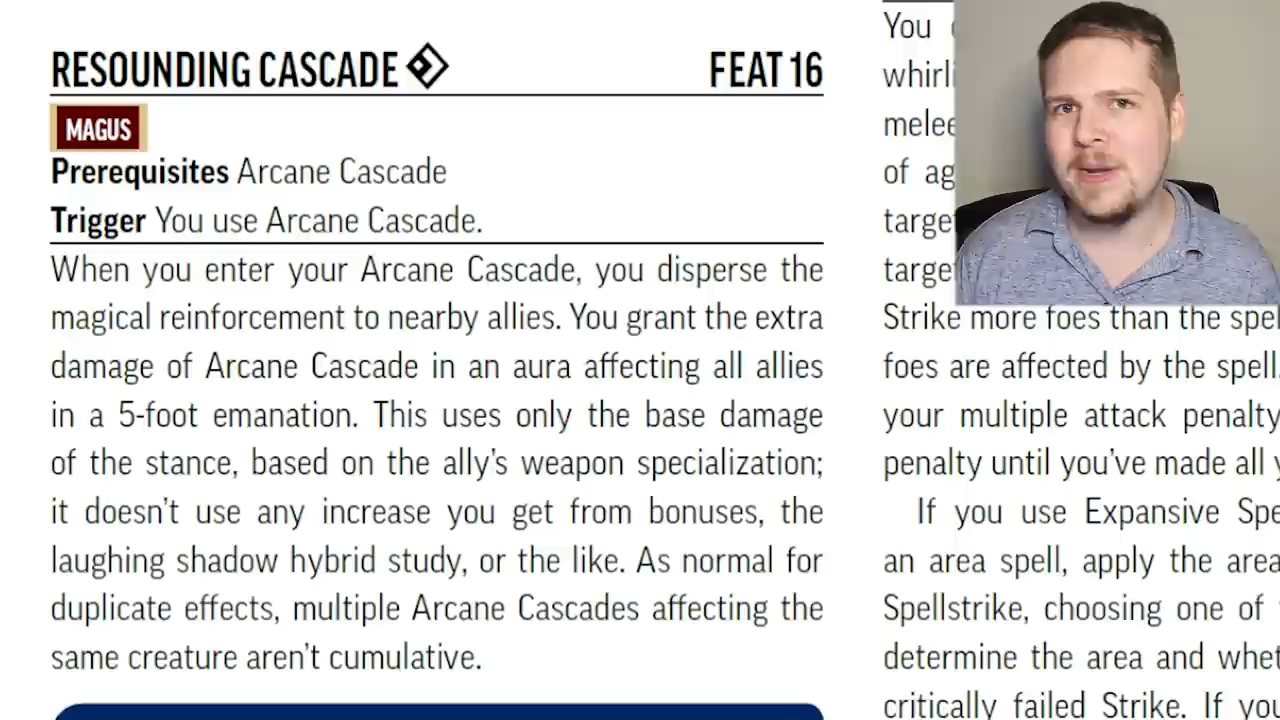 RESOUNDING CASCADE
FEAT 16
MAGUS
Prerequisites Arcane Cascade
Trigger You use Arcane Cascade.
When you enter your Arcane Cascade, you disperse the
magical reinforcement to nearby allies. You grant the extra
damage of Arcane Cascade in an aura affecting all allies
in a 5-foot emanation. This uses only the base damage
of the stance, based on the ally's weapon specialization;
it doesn't use any increase you get from bonuses, the
laughing shadow hybrid study, or the like. As normal for
duplicate effects, multiple Arcane Cascades affecting the
same creature aren't cumulative.
You
whirli
melee
of ag
targe
targe
Strike more foes than the spel
foes are affected by the spell.
your multiple attack penalty
penalty until you've made all y
If you use Expansive Spe
an area spell, apply the area
Spellstrike, choosing one of
determine the area and whet
critically failed Strike. If you